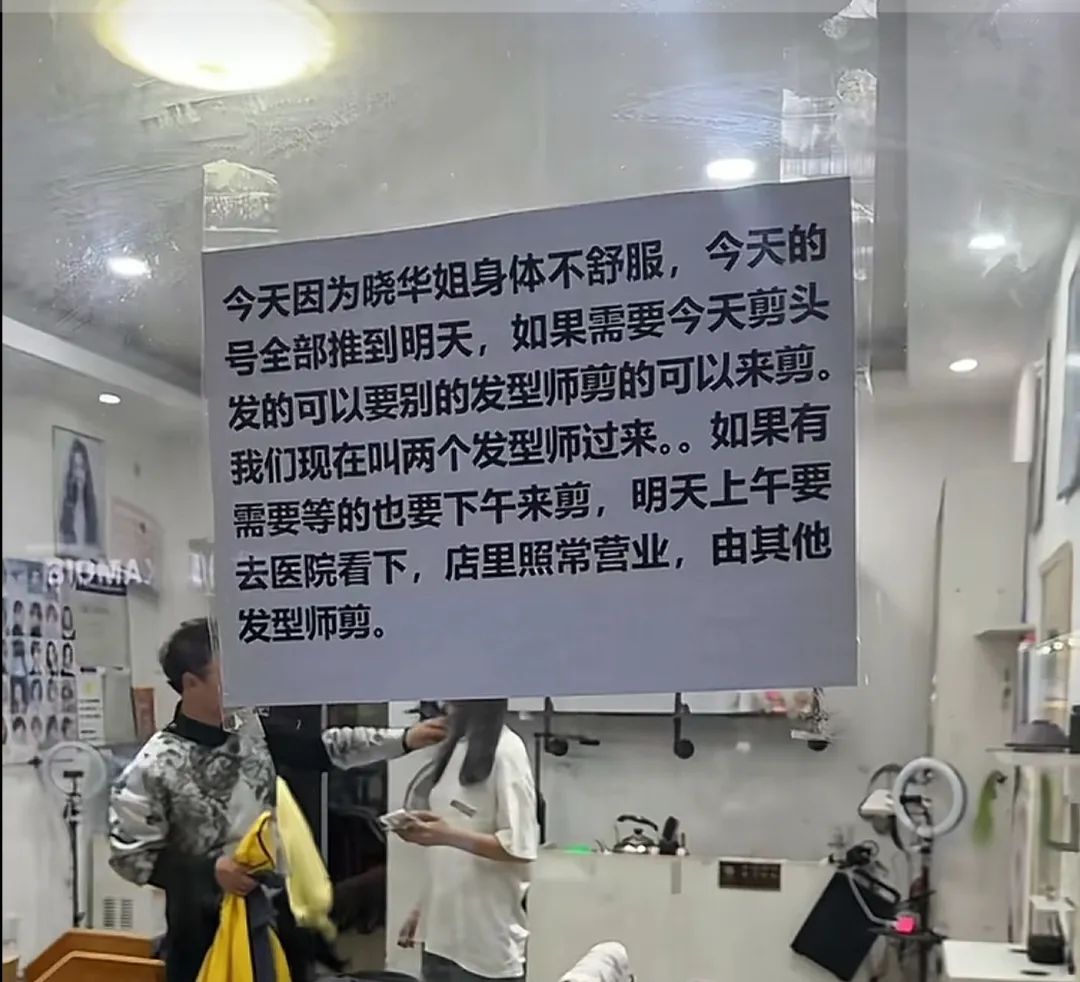 今天因为晓华姐身体不舒服，今天的
号全部推到明天，如果需要今天剪头
发的可以要别的发型师剪的可以来剪。
我们现在叫两个发型师过来。。如果有
需要等的也要下午来剪，明天上午要
去医院看下，店里照常营业，由其他
发型师剪。